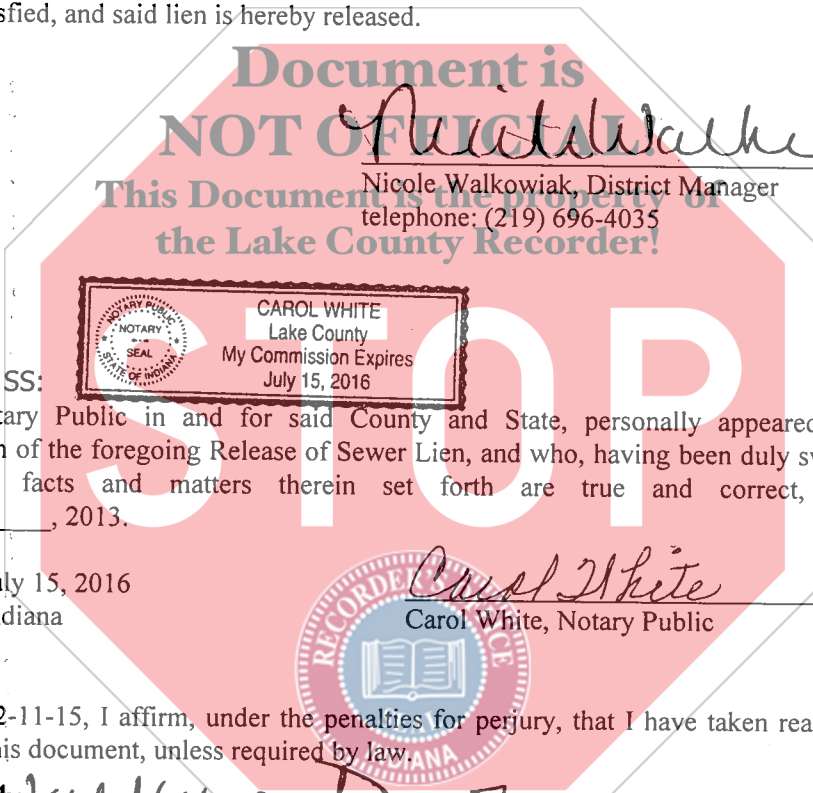 sfied, and said lien is hereby released.
Document is
NOT OFFICIAL!
This Document is the property of
the Lake County Recorder!
Nicole Walkowiak, District Manager
telephone: (219) 696-4035
NOTARY PUBLIC
NOTARY
SEAL
STATE OF INDIANA
CAROL WHITE
Lake County
My Commission Expires
July 15, 2016
STOP
SS:
tary Public in and for said County and State, personally appeared
n of the foregoing Release of Sewer Lien, and who, having been duly sw
facts and matters therein set forth are true and correct,
, 2013.
ly 15, 2016
diana
Carol White
Carol White, Notary Public
RECORDER'S OFFICE
INDIANA
2-11-15, I affirm, under the penalties for perjury, that I have taken rea
is document, unless required by law.